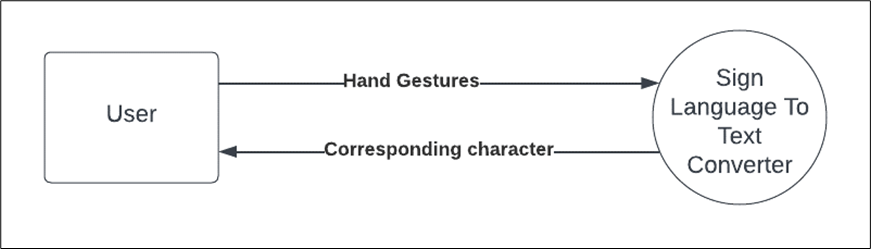 User
Hand Gestures
Corresponding character
Sign
Language To
Text
Converter